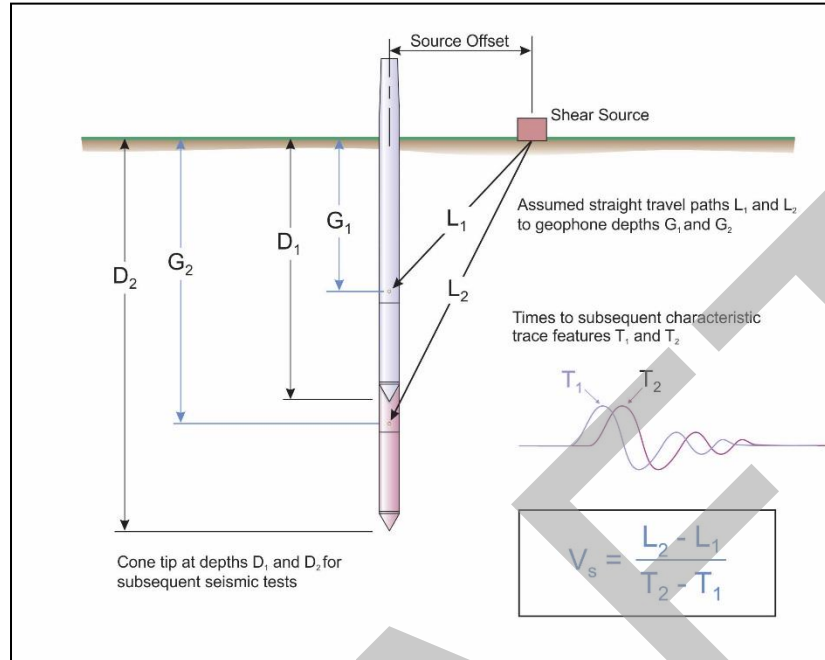 Source Offset
Shear Source
Assumed straight travel paths L₁ and L₂
to geophone depths G₁ and G₂
G₁
L₁
D₁
G₂
L₂
D₂
Times to subsequent characteristic
trace features T₁ and T₂
T₁
T₂
Vₛ = (L₂ - L₁) / (T₂ - T₁)
Cone tip at depths D₁ and D₂ for
subsequent seismic tests